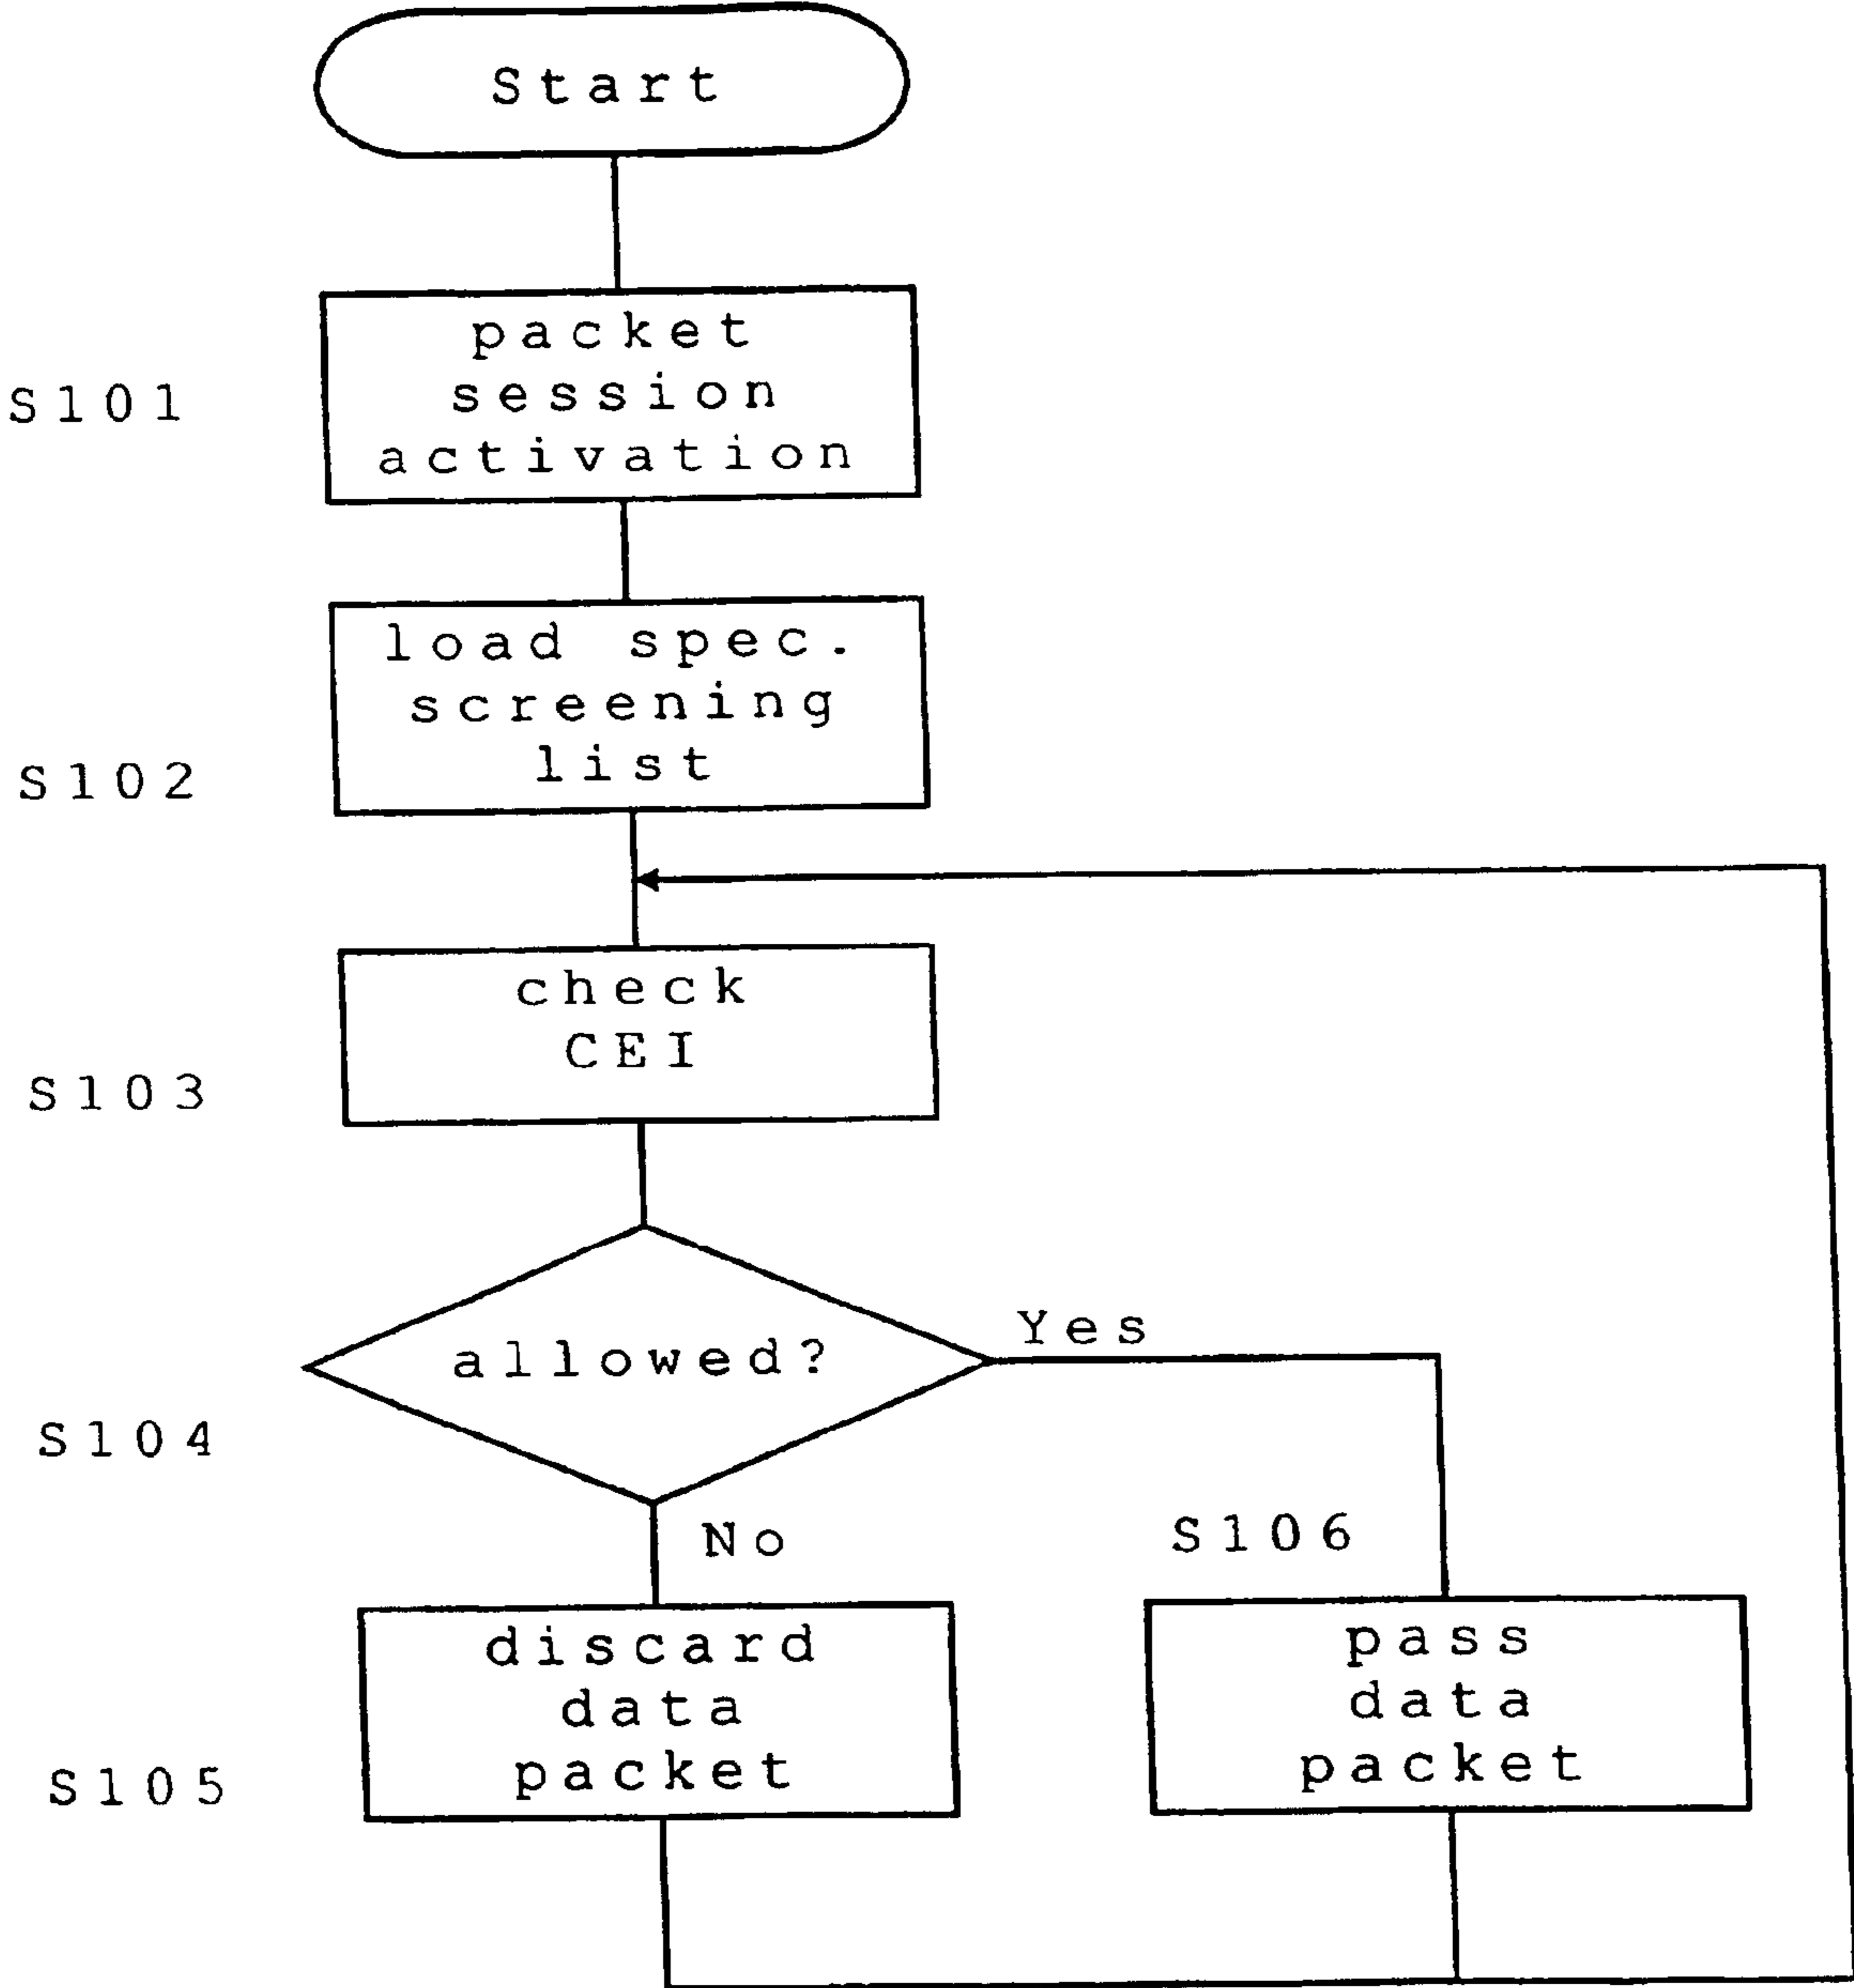 Start
packet
session
activation
S101
load spec.
screening
list
S102
check
CEI
S103
allowed?
Yes
S104
No
S106
discard
data
packet
S105
pass
data
packet